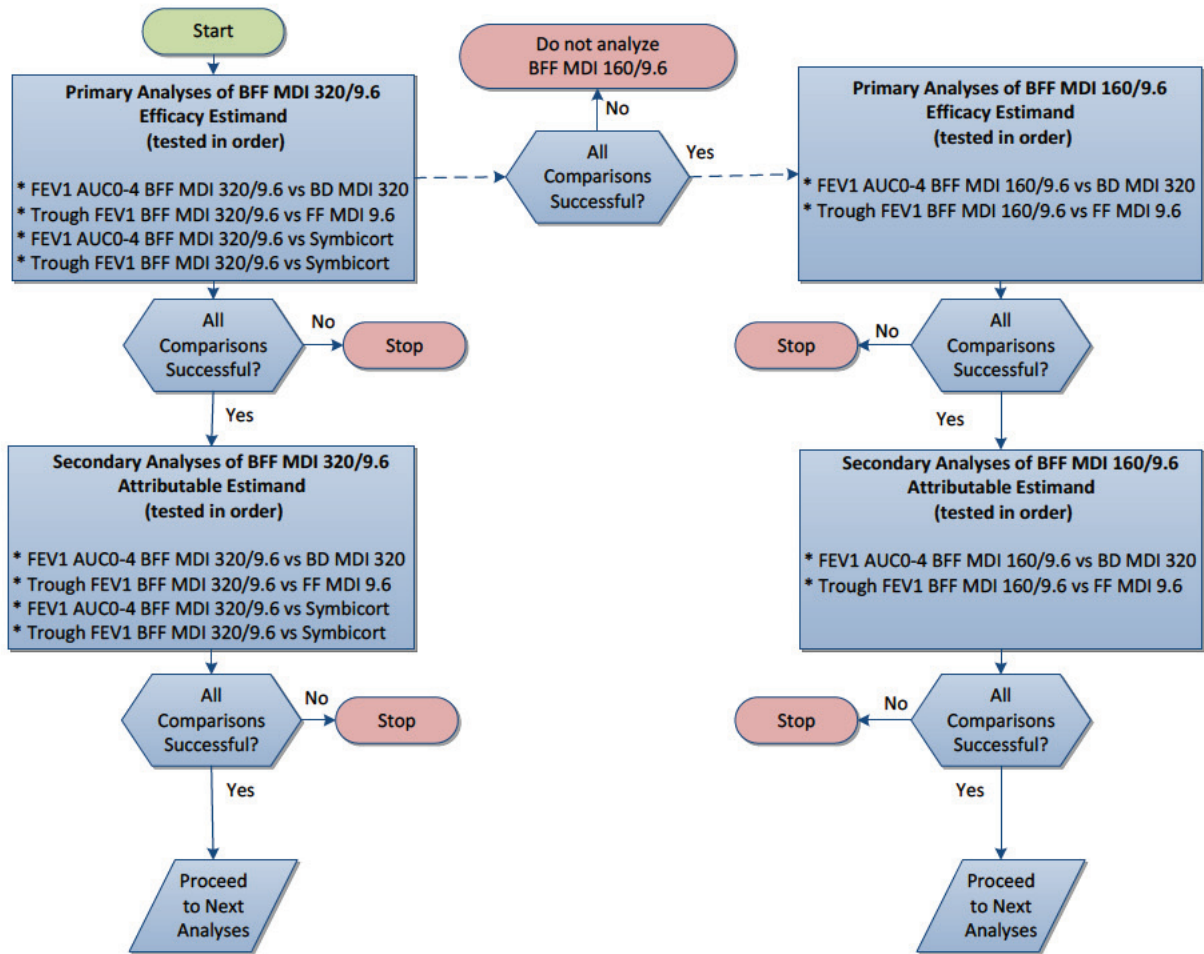 Start
Primary Analyses of BFF MDI 320/9.6
Efficacy Estimand
(tested in order)
* FEV1 AUC0-4 BFF MDI 320/9.6 vs BD MDI 320
* Trough FEV1 BFF MDI 320/9.6 vs FF MDI 9.6
* FEV1 AUC0-4 BFF MDI 320/9.6 vs Symbicort
* Trough FEV1 BFF MDI 320/9.6 vs Symbicort
Do not analyze
BFF MDI 160/9.6
No
All
Comparisons
Successful?
Yes
Primary Analyses of BFF MDI 160/9.6
Efficacy Estimand
(tested in order)
* FEV1 AUC0-4 BFF MDI 160/9.6 vs BD MDI 320
* Trough FEV1 BFF MDI 160/9.6 vs FF MDI 9.6
All
Comparisons
Successful?
No
Stop
Yes
Stop
No
All
Comparisons
Successful?
Yes
Secondary Analyses of BFF MDI 320/9.6
Attributable Estimand
(tested in order)
* FEV1 AUC0-4 BFF MDI 320/9.6 vs BD MDI 320
* Trough FEV1 BFF MDI 320/9.6 vs FF MDI 9.6
* FEV1 AUC0-4 BFF MDI 320/9.6 vs Symbicort
* Trough FEV1 BFF MDI 320/9.6 vs Symbicort
Secondary Analyses of BFF MDI 160/9.6
Attributable Estimand
(tested in order)
* FEV1 AUC0-4 BFF MDI 160/9.6 vs BD MDI 320
* Trough FEV1 BFF MDI 160/9.6 vs FF MDI 9.6
All
Comparisons
Successful?
No
Stop
Yes
Stop
No
All
Comparisons
Successful?
Yes
Proceed
to Next
Analyses
Proceed
to Next
Analyses